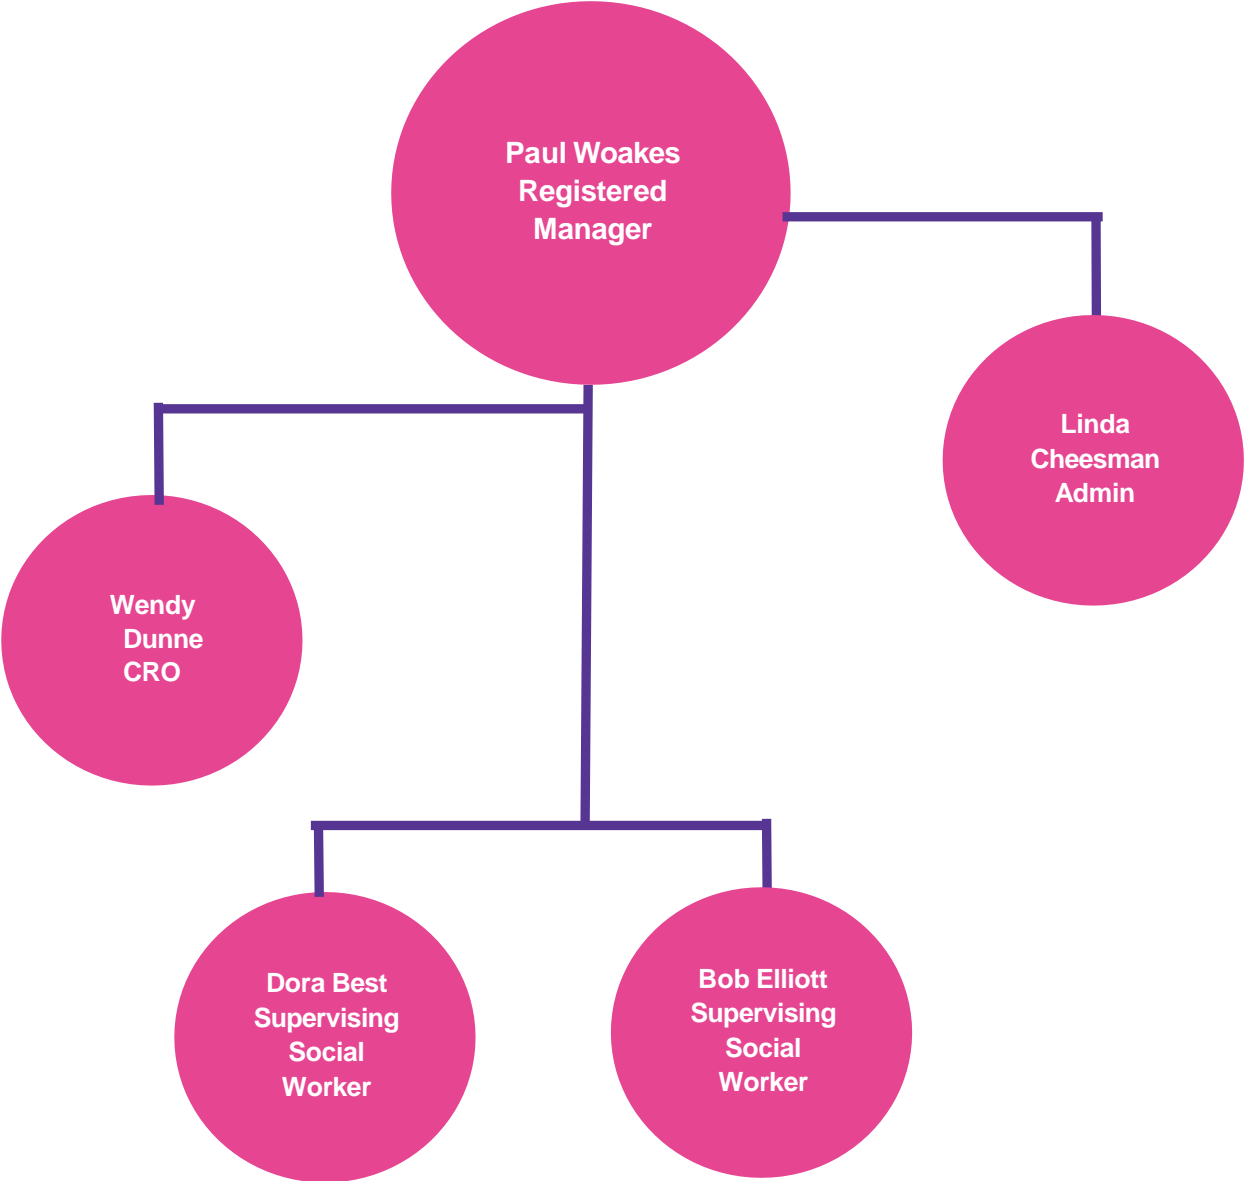 Paul Woakes
Registered
Manager
Linda
Cheesman
Admin
Wendy
Dunne
CRO
Dora Best
Supervising
Social
Worker
Bob Elliott
Supervising
Social
Worker